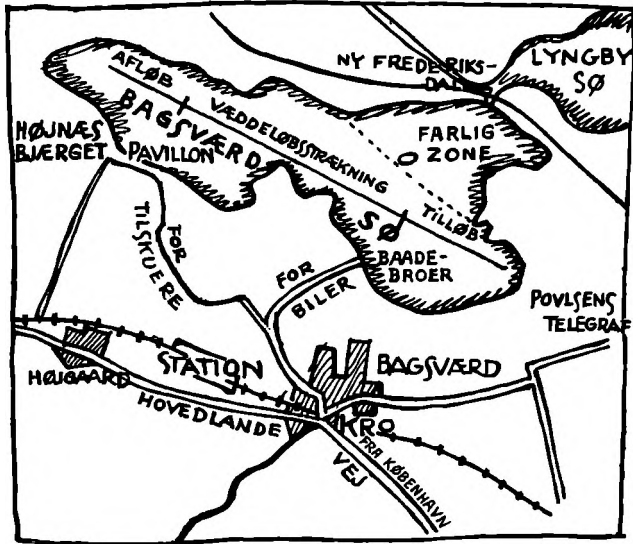 NY FREDERIKS-
DAL
LYNGBY
SØ
AFLØB
BAGSVÆRD
SØ
VÆDDELØBSSTRÆKNING
FARLIG
ZONE
HØJNÆS
BJÆRGET
PAVILLON
TILLØB
FOR
TILSKUERE
FOR
BILER
BAADE-
BROER
POVLSENS
TELEGRAF
STATION
BAGSVÆRD
HØJGAARD
HOVEDLANDE
VEJ
KRO
FRA KØBENHAVN